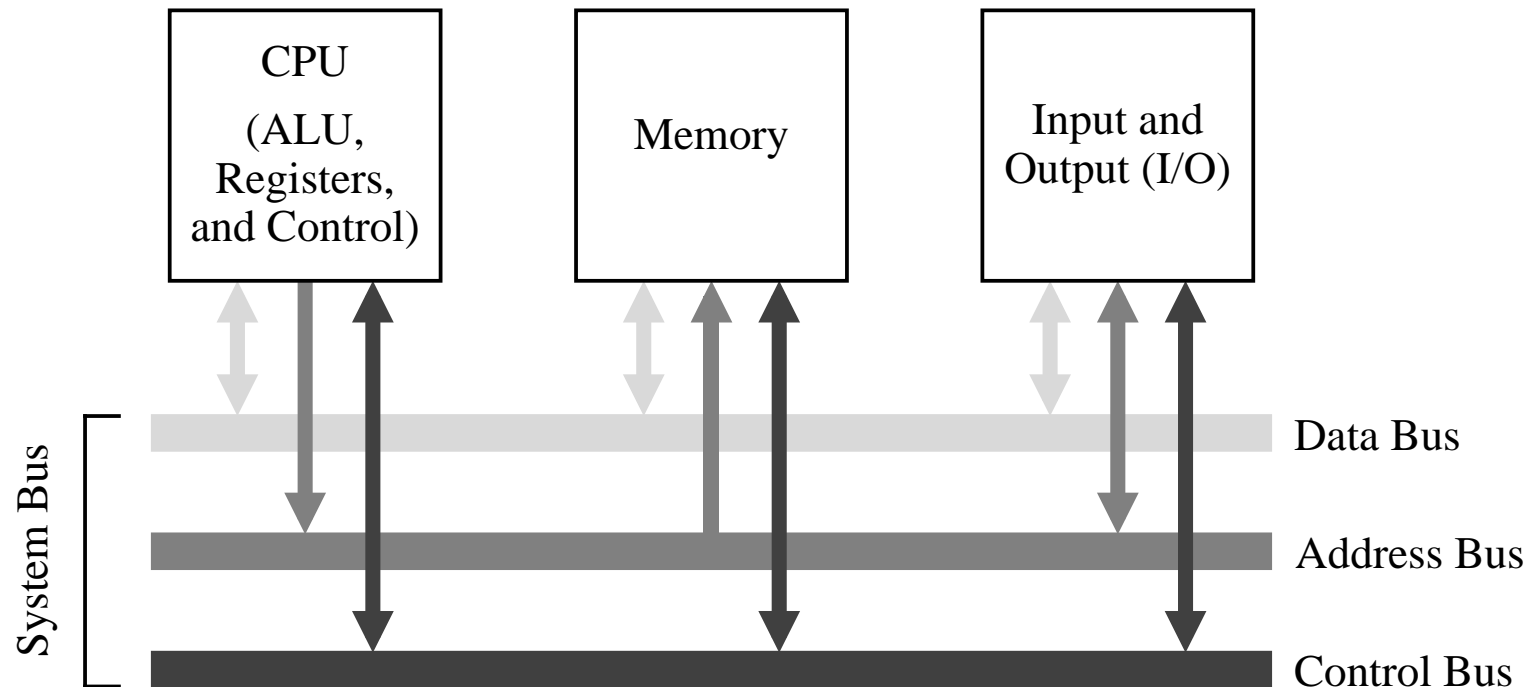 CPU
(ALU,
Registers,
and Control)
Memory
Input and
Output (I/O)
System Bus
Data Bus
Address Bus
Control Bus